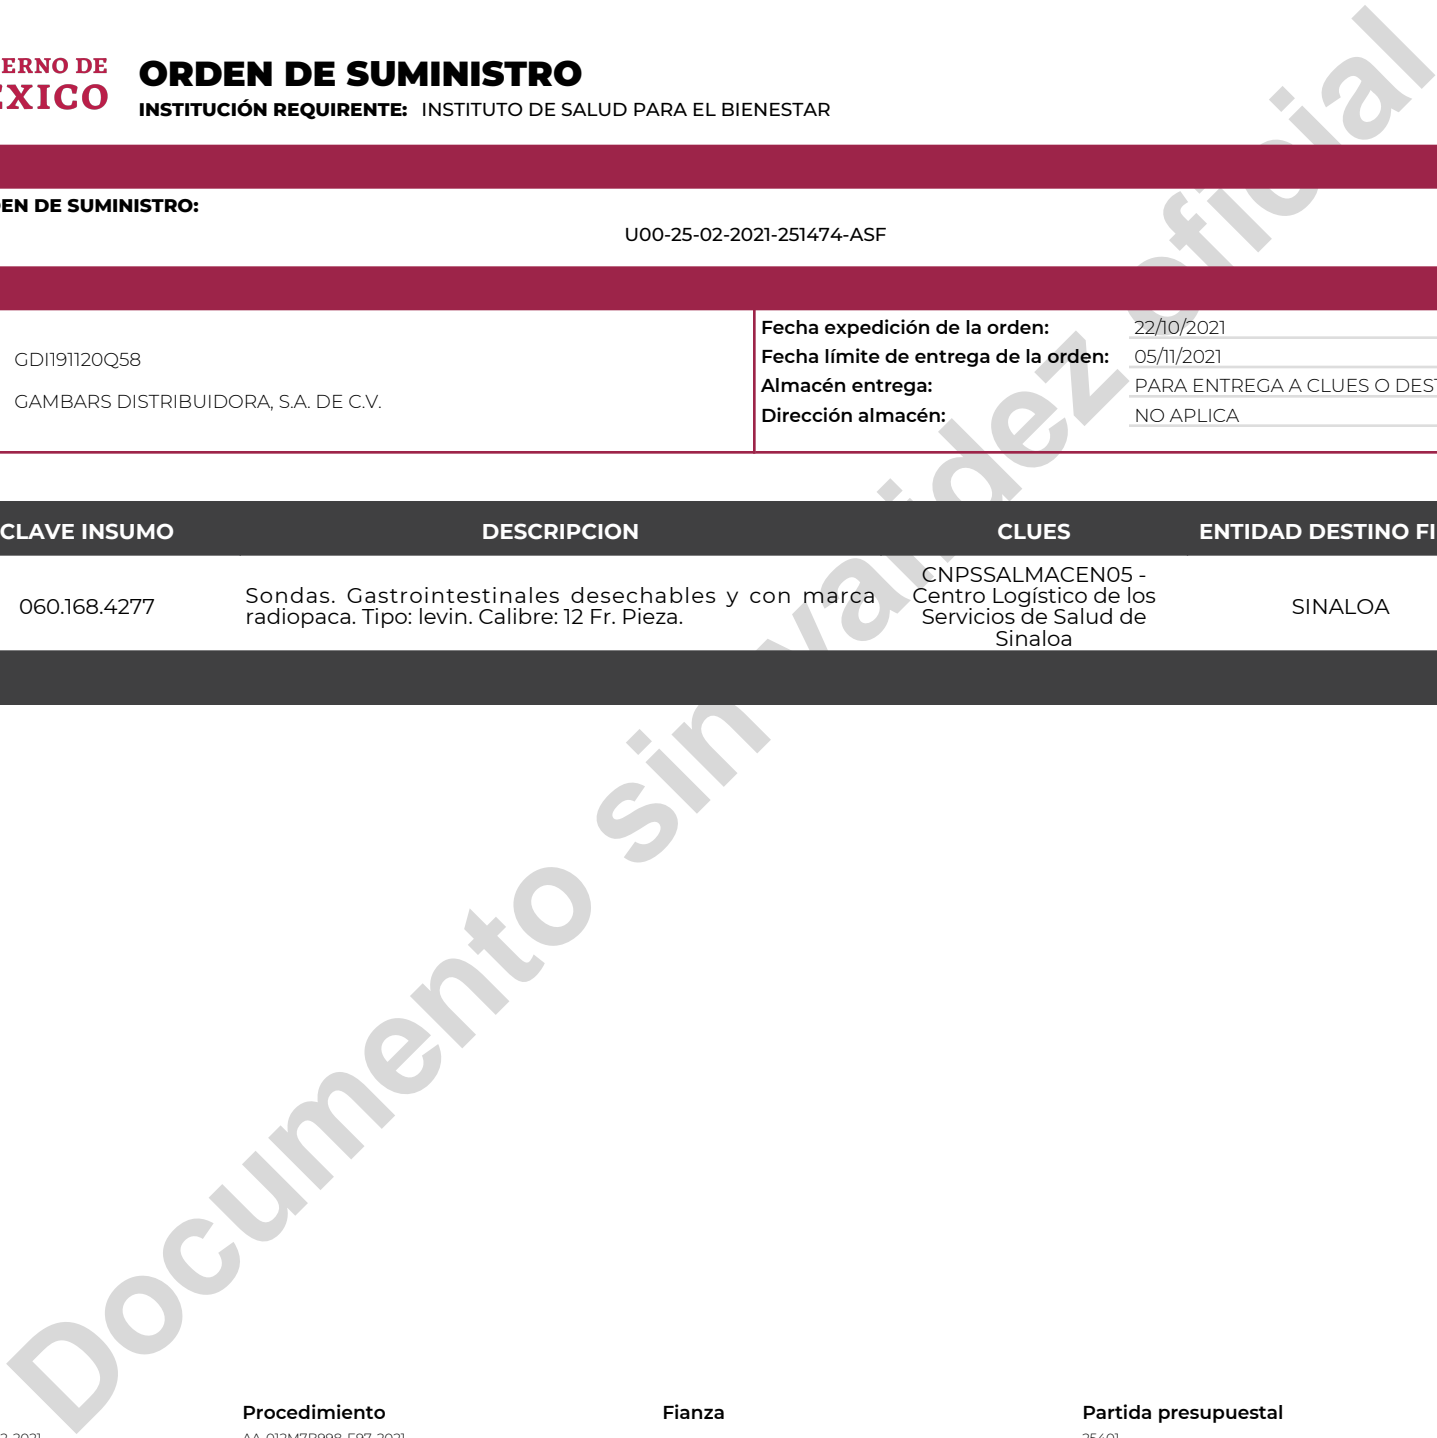 ERNO DE
ÉXICO
ORDEN DE SUMINISTRO
INSTITUCIÓN REQUIRENTE: INSTITUTO DE SALUD PARA EL BIENESTAR
EN DE SUMINISTRO:
U00-25-02-2021-251474-ASF
GDI191120Q58
GAMBARS DISTRIBUIDORA, S.A. DE C.V.
Fecha expedición de la orden: 22/10/2021
Fecha límite de entrega de la orden: 05/11/2021
Almacén entrega: PARA ENTREGA A CLUES O DEST
Dirección almacén: NO APLICA
CLAVE INSUMO DESCRIPCION CLUES ENTIDAD DESTINO FI
060.168.4277
Sondas. Gastrointestinales desechables y con marca
radiopaca. Tipo: levin. Calibre: 12 Fr. Pieza.
CNPSSALMACEN05 -
Centro Logístico de los
Servicios de Salud de
Sinaloa
SINALOA
Documento sin validez oficial
Procedimiento Fianza Partida presupuestal